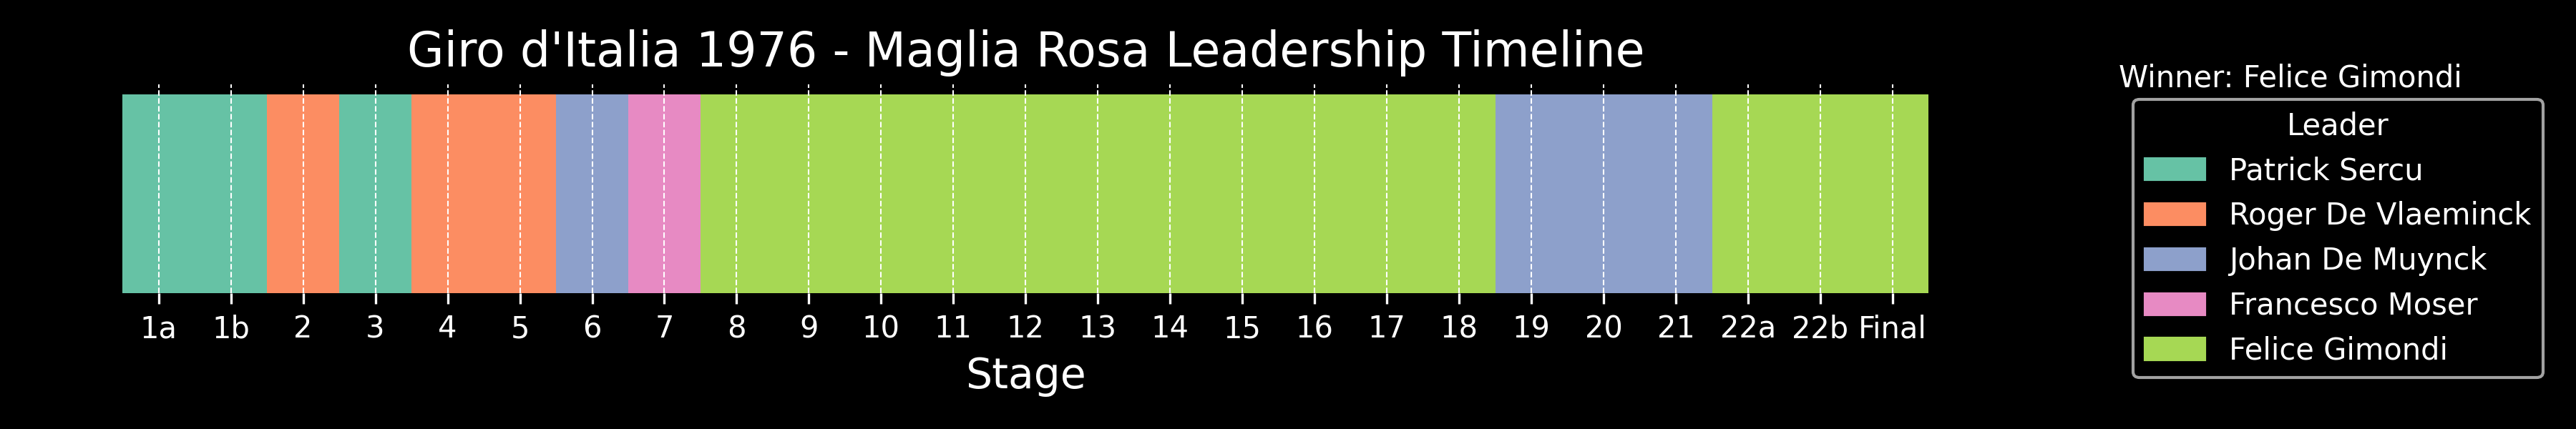 Giro d'Italia 1976 - Maglia Rosa Leadership Timeline
Winner: Felice Gimondi
Leader
Patrick Sercu
Roger De Vlaeminck
Johan De Muynck
Francesco Moser
Felice Gimondi
1a 1b 2 3 4 5 6 7 8 9 10 11 12 13 14 15 16 17 18 19 20 21 22a 22b Final
Stage